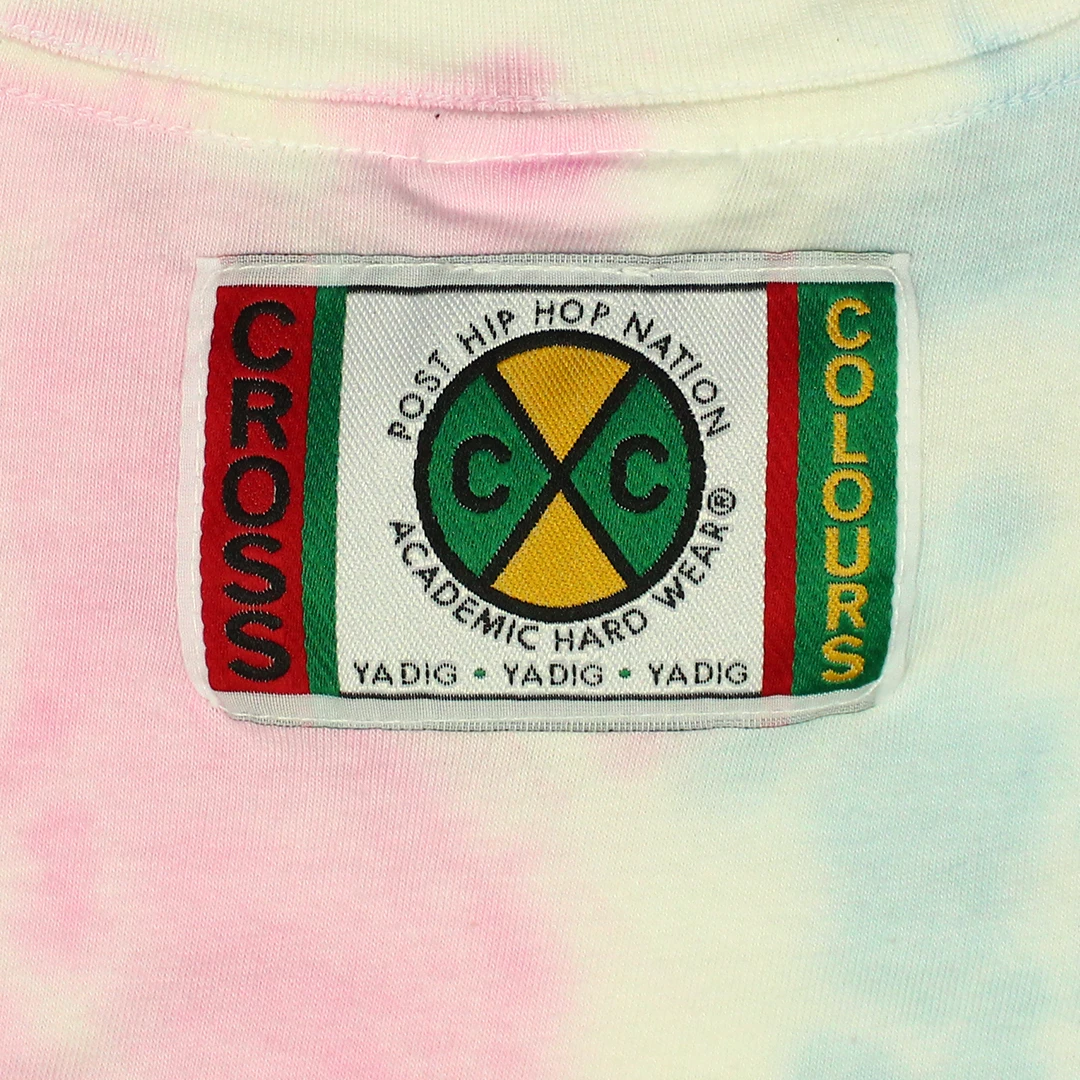 CROSS
POST HIP HOP NATION
C C
ACADEMIC HARD WEAR®
YADIG • YADIG • YADIG
COLOURS